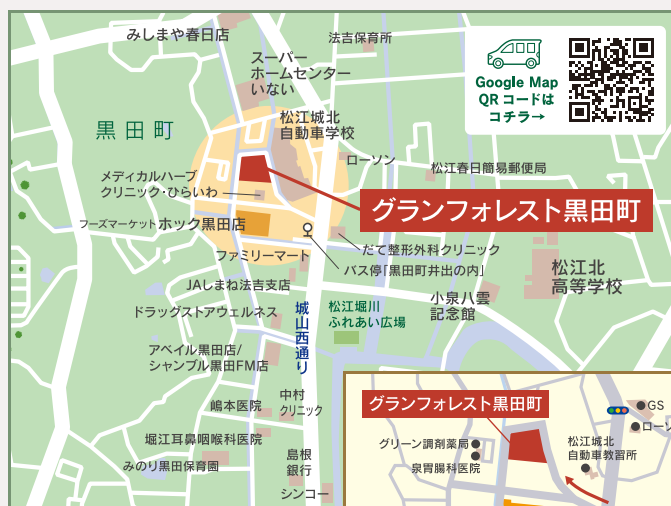 みしまや春日店
法吉保育所
スーパー
ホームセンター
いない
Google Map
QRコードは
コチラ→
黒田町
松江城北
自動車学校
ローソン
松江春日簡易郵便局
メディカルハーブ
クリニック・ひらいわ
グランフォレスト黒田町
フーズマーケットホック黒田店
だて整形外科クリニック
ファミリーマート
バス停「黒田町井出の内」
松江北
高等学校
JAしまね法吉支店
ドラッグストアウェルネス
城山西通り
松江堀川
ふれあい広場
小泉八雲
記念館
アベイル黒田店/
シャンブル黒田FM店
中村
クリニック
嶋本医院
堀江耳鼻咽喉科医院
みのり黒田保育園
島根
銀行
シンコー
グランフォレスト黒田町
GS
ローソ
グリーン調剤薬局
泉胃腸科医院
松江城北
自動車教習所